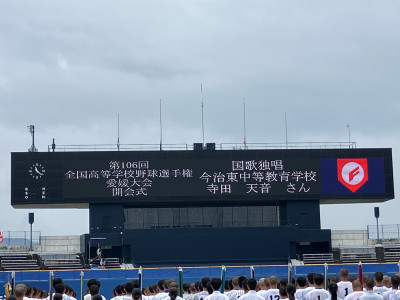 第106回
全国高等学校野球選手権
愛媛大会
開会式
国歌独唱
今治東中等教育学校
寺田 天音 さん